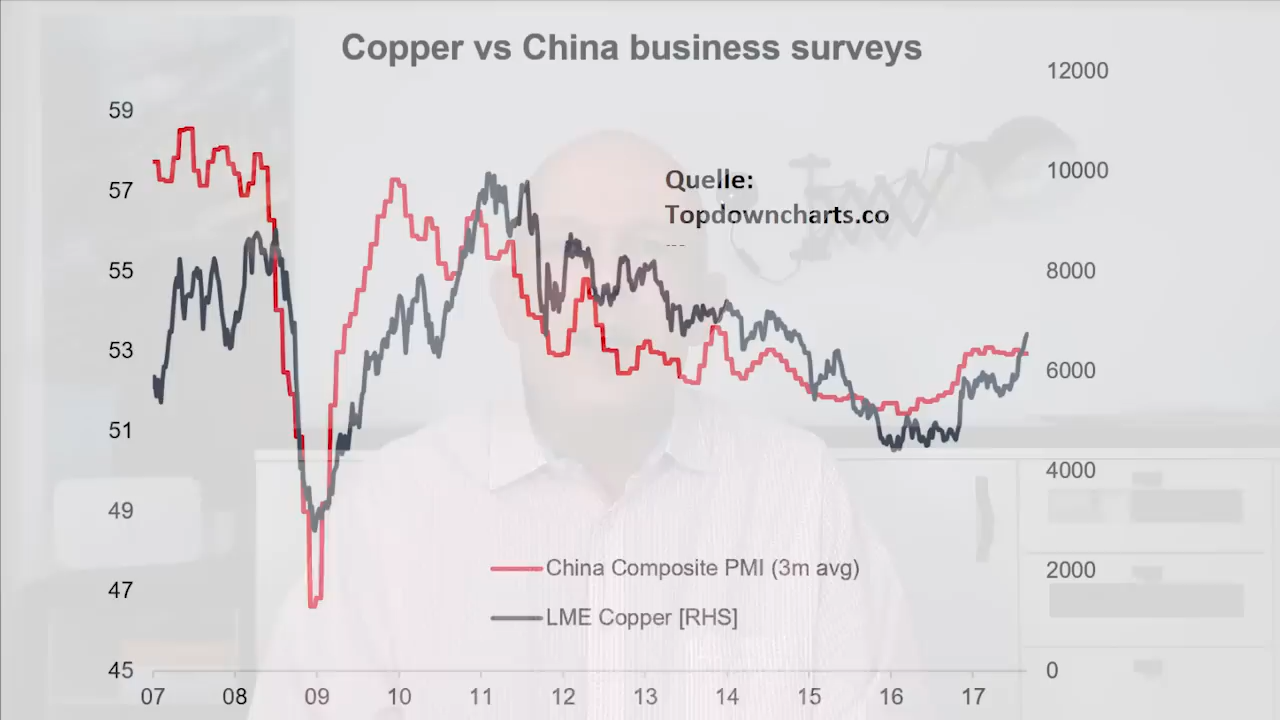 Copper vs China business surveys
12000
59
10000
Quelle:
57
Topdowncharts.co
---
55
8000
53
6000
51
4000
49
China Composite PMI (3m avg)
2000
47
LME Copper [RHS]
45
0
07 08 09 10 11 12 13 14 15 16 17